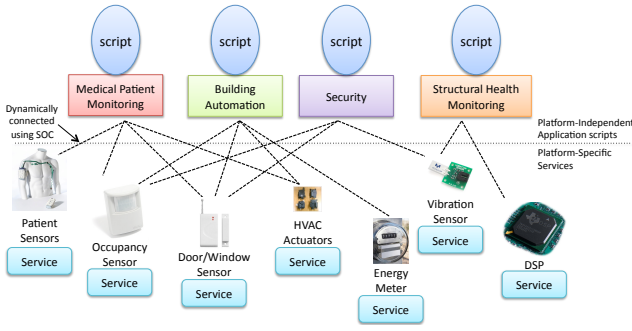 script
script
script
script
Medical Patient
Monitoring
Building
Automation
Security
Structural Health
Monitoring
Dynamically
connected
using SOC
Platform-Independent
Application scripts
Platform-Specific
Services
Patient
Sensors
Service
Occupancy
Sensor
Service
Door/Window
Sensor
Service
HVAC
Actuators
Service
Energy
Meter
Service
Vibration
Sensor
Service
DSP
Service